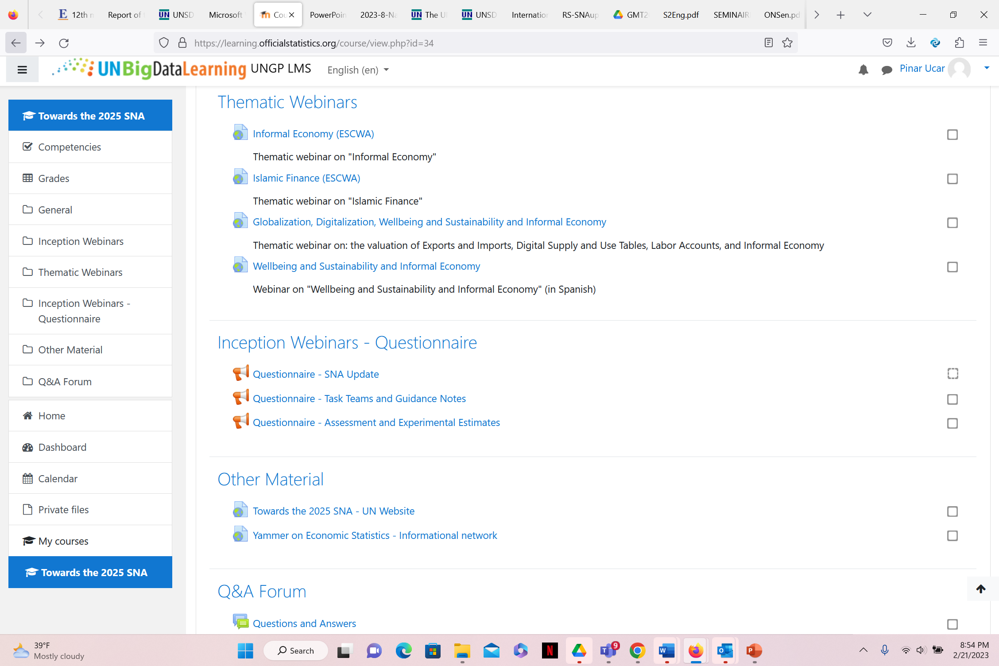 12th
Report of
UNSD
Microsoft
Cou
PowerPoin
2023-8-Na
The U
UNSD
Internation
RS-SNAup
GMT2
S2Eng.pdf
SEMINAIR
ONSen.pd
https://learning.officialstatistics.org/course/view.php?id=34
UNBigDataLearning UNGP LMS English (en) Pinar Ucar
Towards the 2025 SNA
Competencies
Grades
General
Inception Webinars
Thematic Webinars
Inception Webinars -
Questionnaire
Other Material
Q&A Forum
Home
Dashboard
Calendar
Private files
My courses
Towards the 2025 SNA
Thematic Webinars
Informal Economy (ESCWA)
Thematic webinar on "Informal Economy"
Islamic Finance (ESCWA)
Thematic webinar on "Islamic Finance"
Globalization, Digitalization, Wellbeing and Sustainability and Informal Economy
Thematic webinar on: the valuation of Exports and Imports, Digital Supply and Use Tables, Labor Accounts, and Informal Economy
Wellbeing and Sustainability and Informal Economy
Webinar on "Wellbeing and Sustainability and Informal Economy" (in Spanish)
Inception Webinars - Questionnaire
Questionnaire - SNA Update
Questionnaire - Task Teams and Guidance Notes
Questionnaire - Assessment and Experimental Estimates
Other Material
Towards the 2025 SNA - UN Website
Yammer on Economic Statistics - Informational network
Q&A Forum
Questions and Answers
39°F
Mostly cloudy
Search
9
8:54 PM
2/21/2023